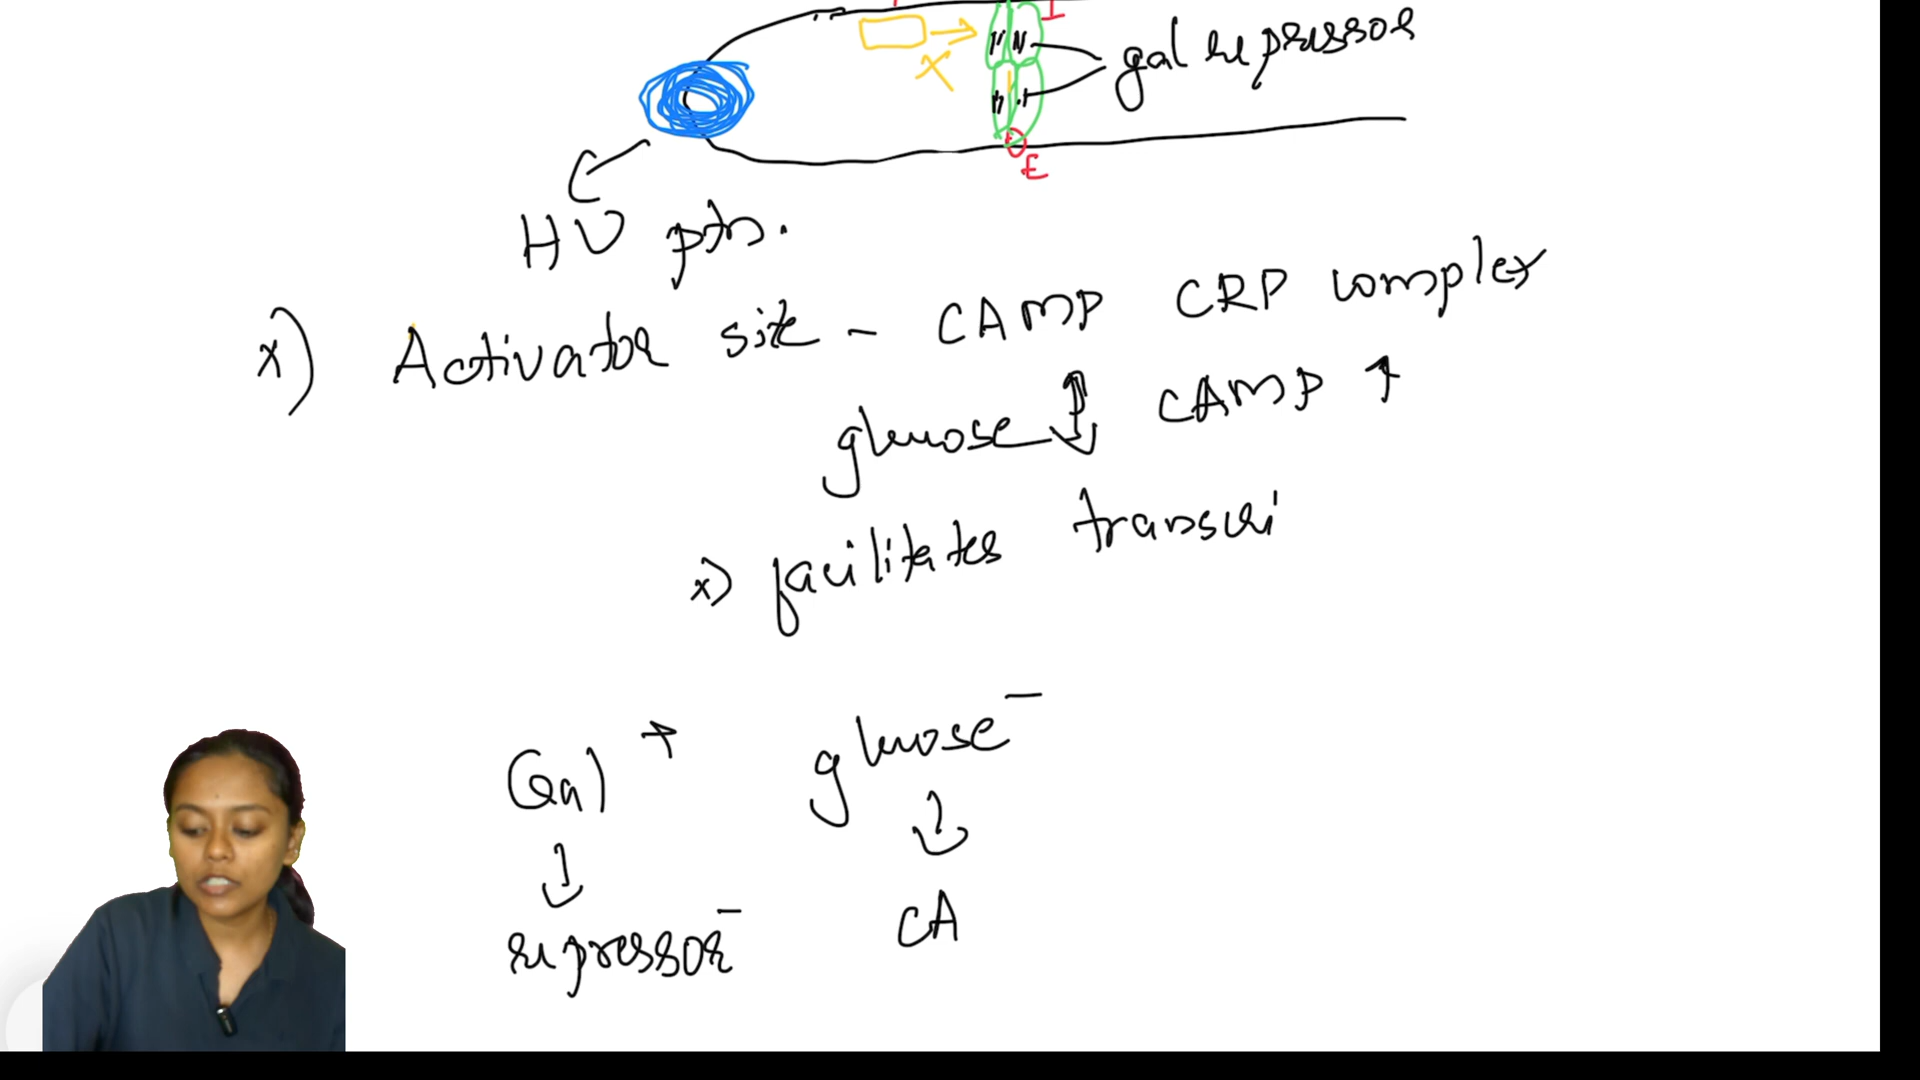 I
gal repressor
E
HU ptn.
x) Activator site - CAMP CRP complex
glucose ↓ CAMP ↑
x) facilitates transcri
Gal + glucose -
↓ ↓
repressor - CA